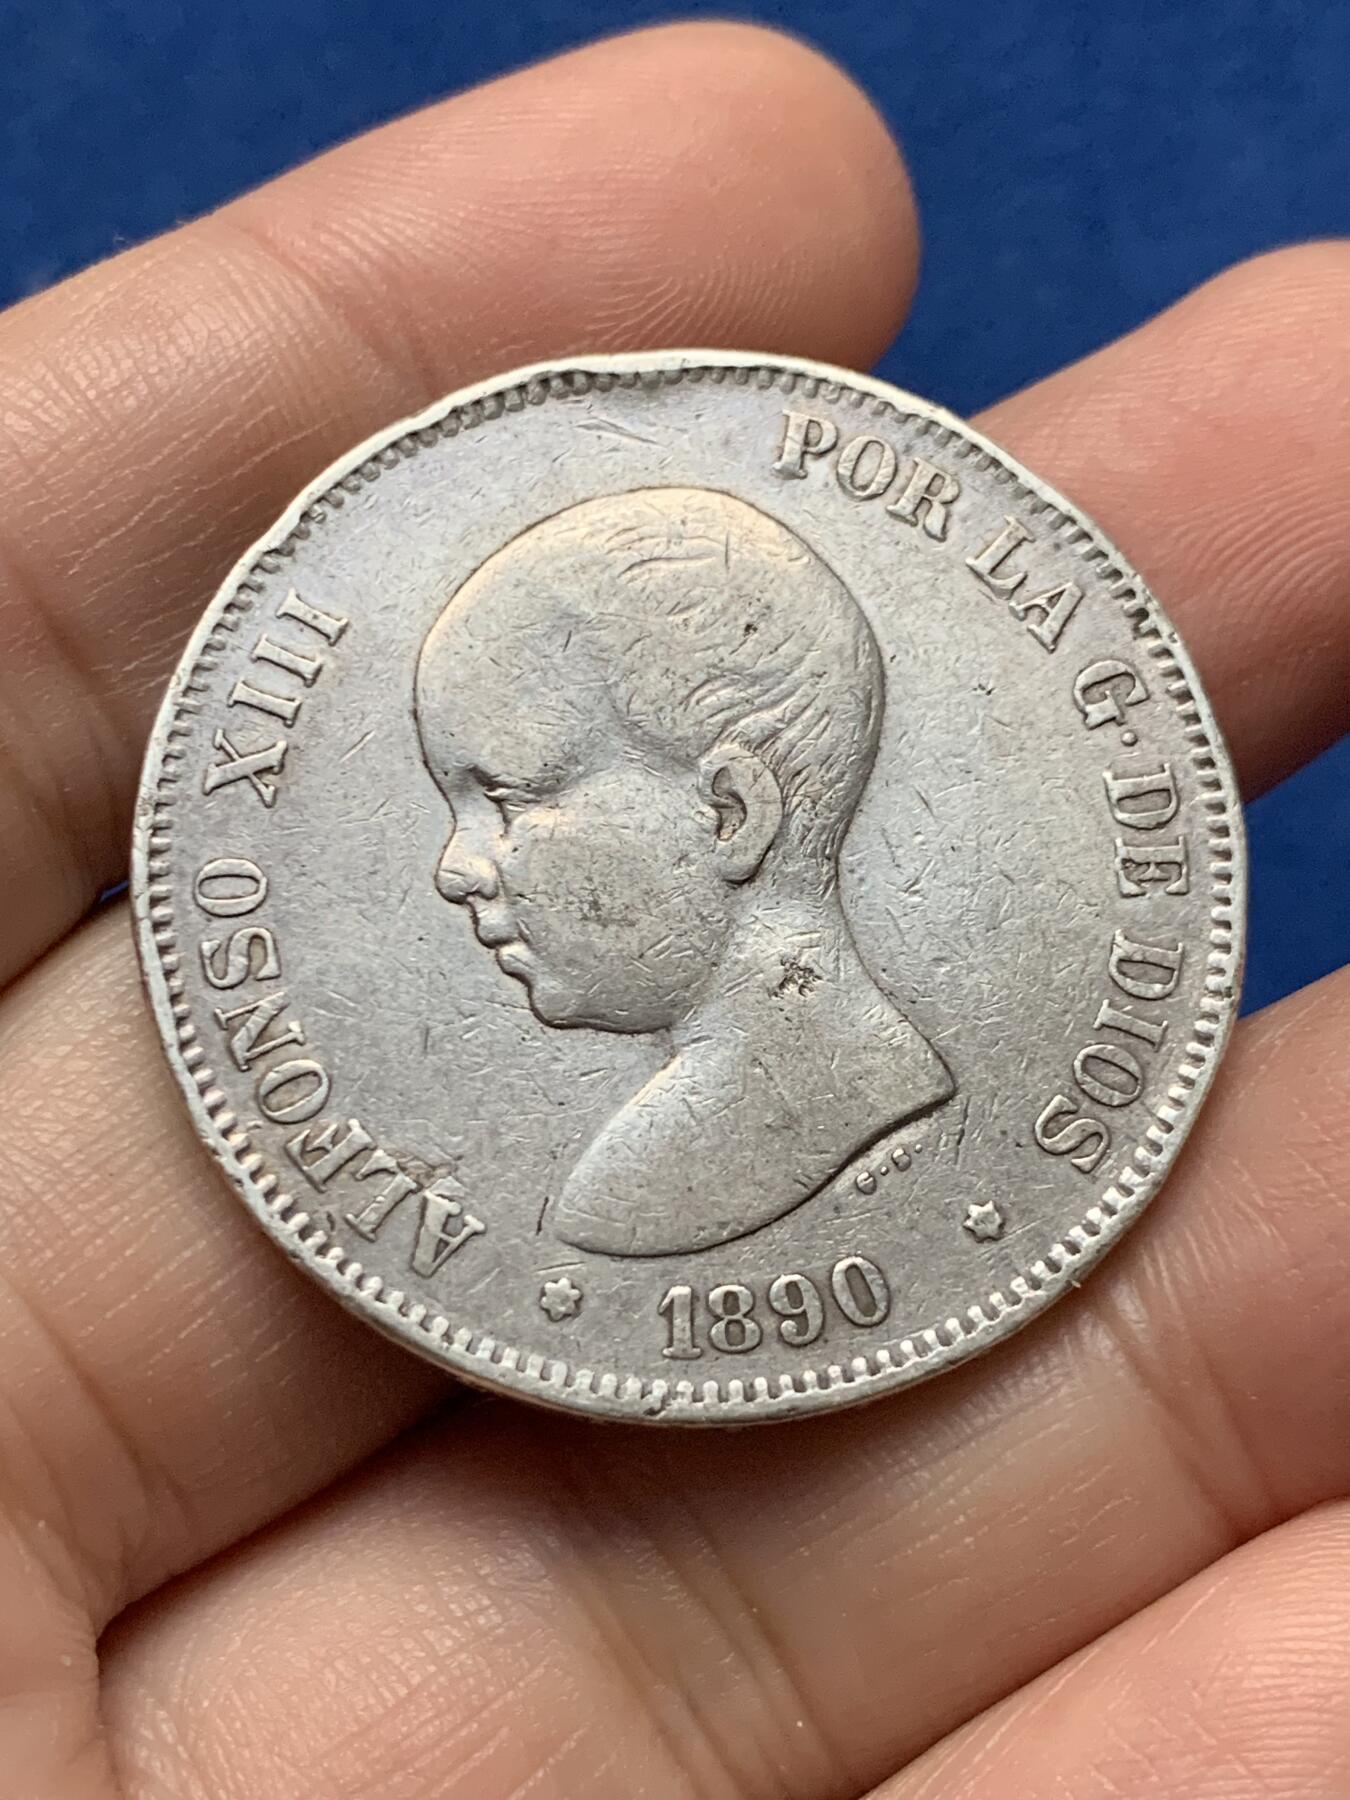 ALFONSO XIII POR LA G· DE DIOS
G·S·
1890